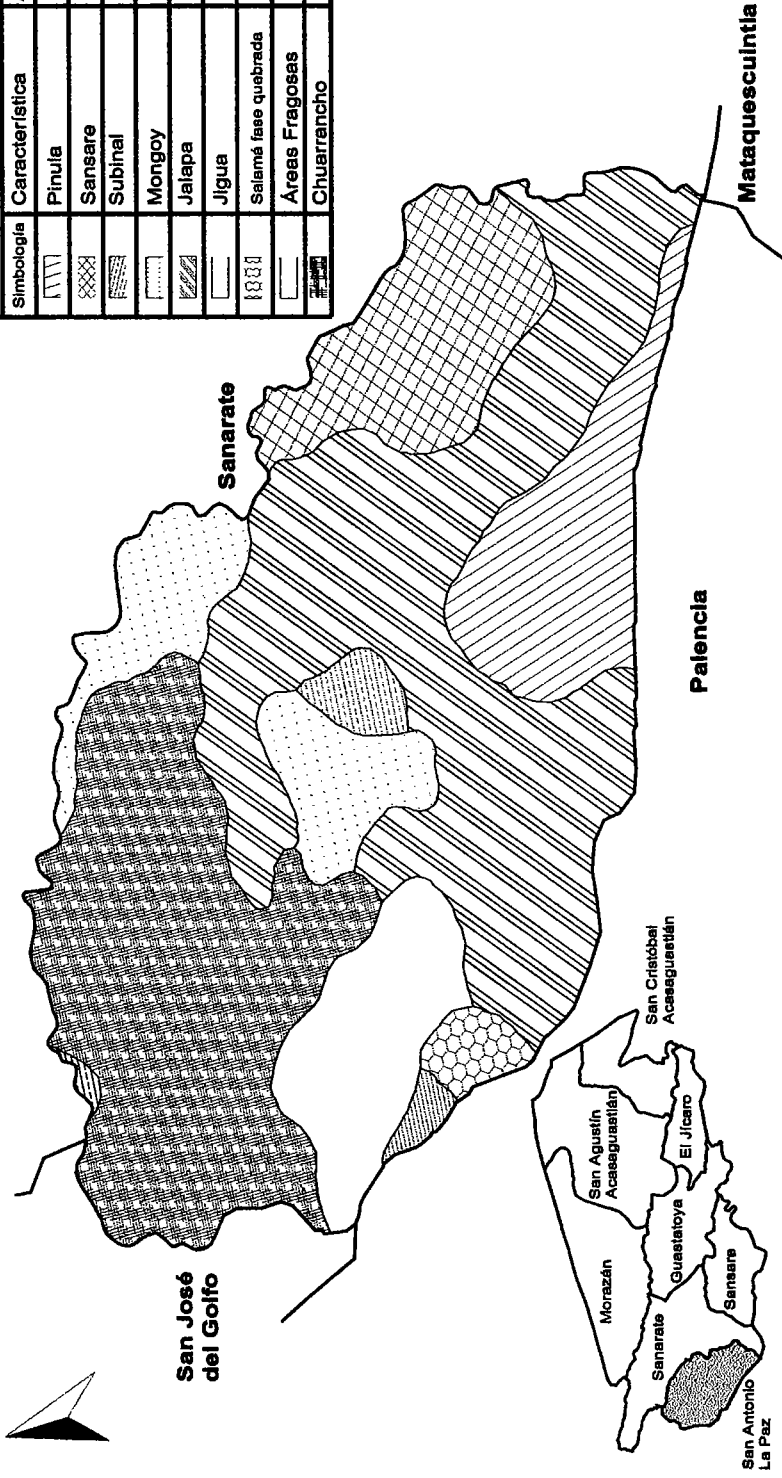 Simbología Característica
Pinula
Sansare
Subinal
Mongoy
Jalapa
Jigua
Salamá fase quebrada
Áreas Fragosas
Chuarrancho
Sanarate
Mataquescuintla
Palencia
San José
del Golfo
San Cristóbal
Acasaguastlán
San Agustín
Acasaguastlán
El Jícaro
Morazán
Guastatoya
Sanarate
Sansare
San Antonio
La Paz